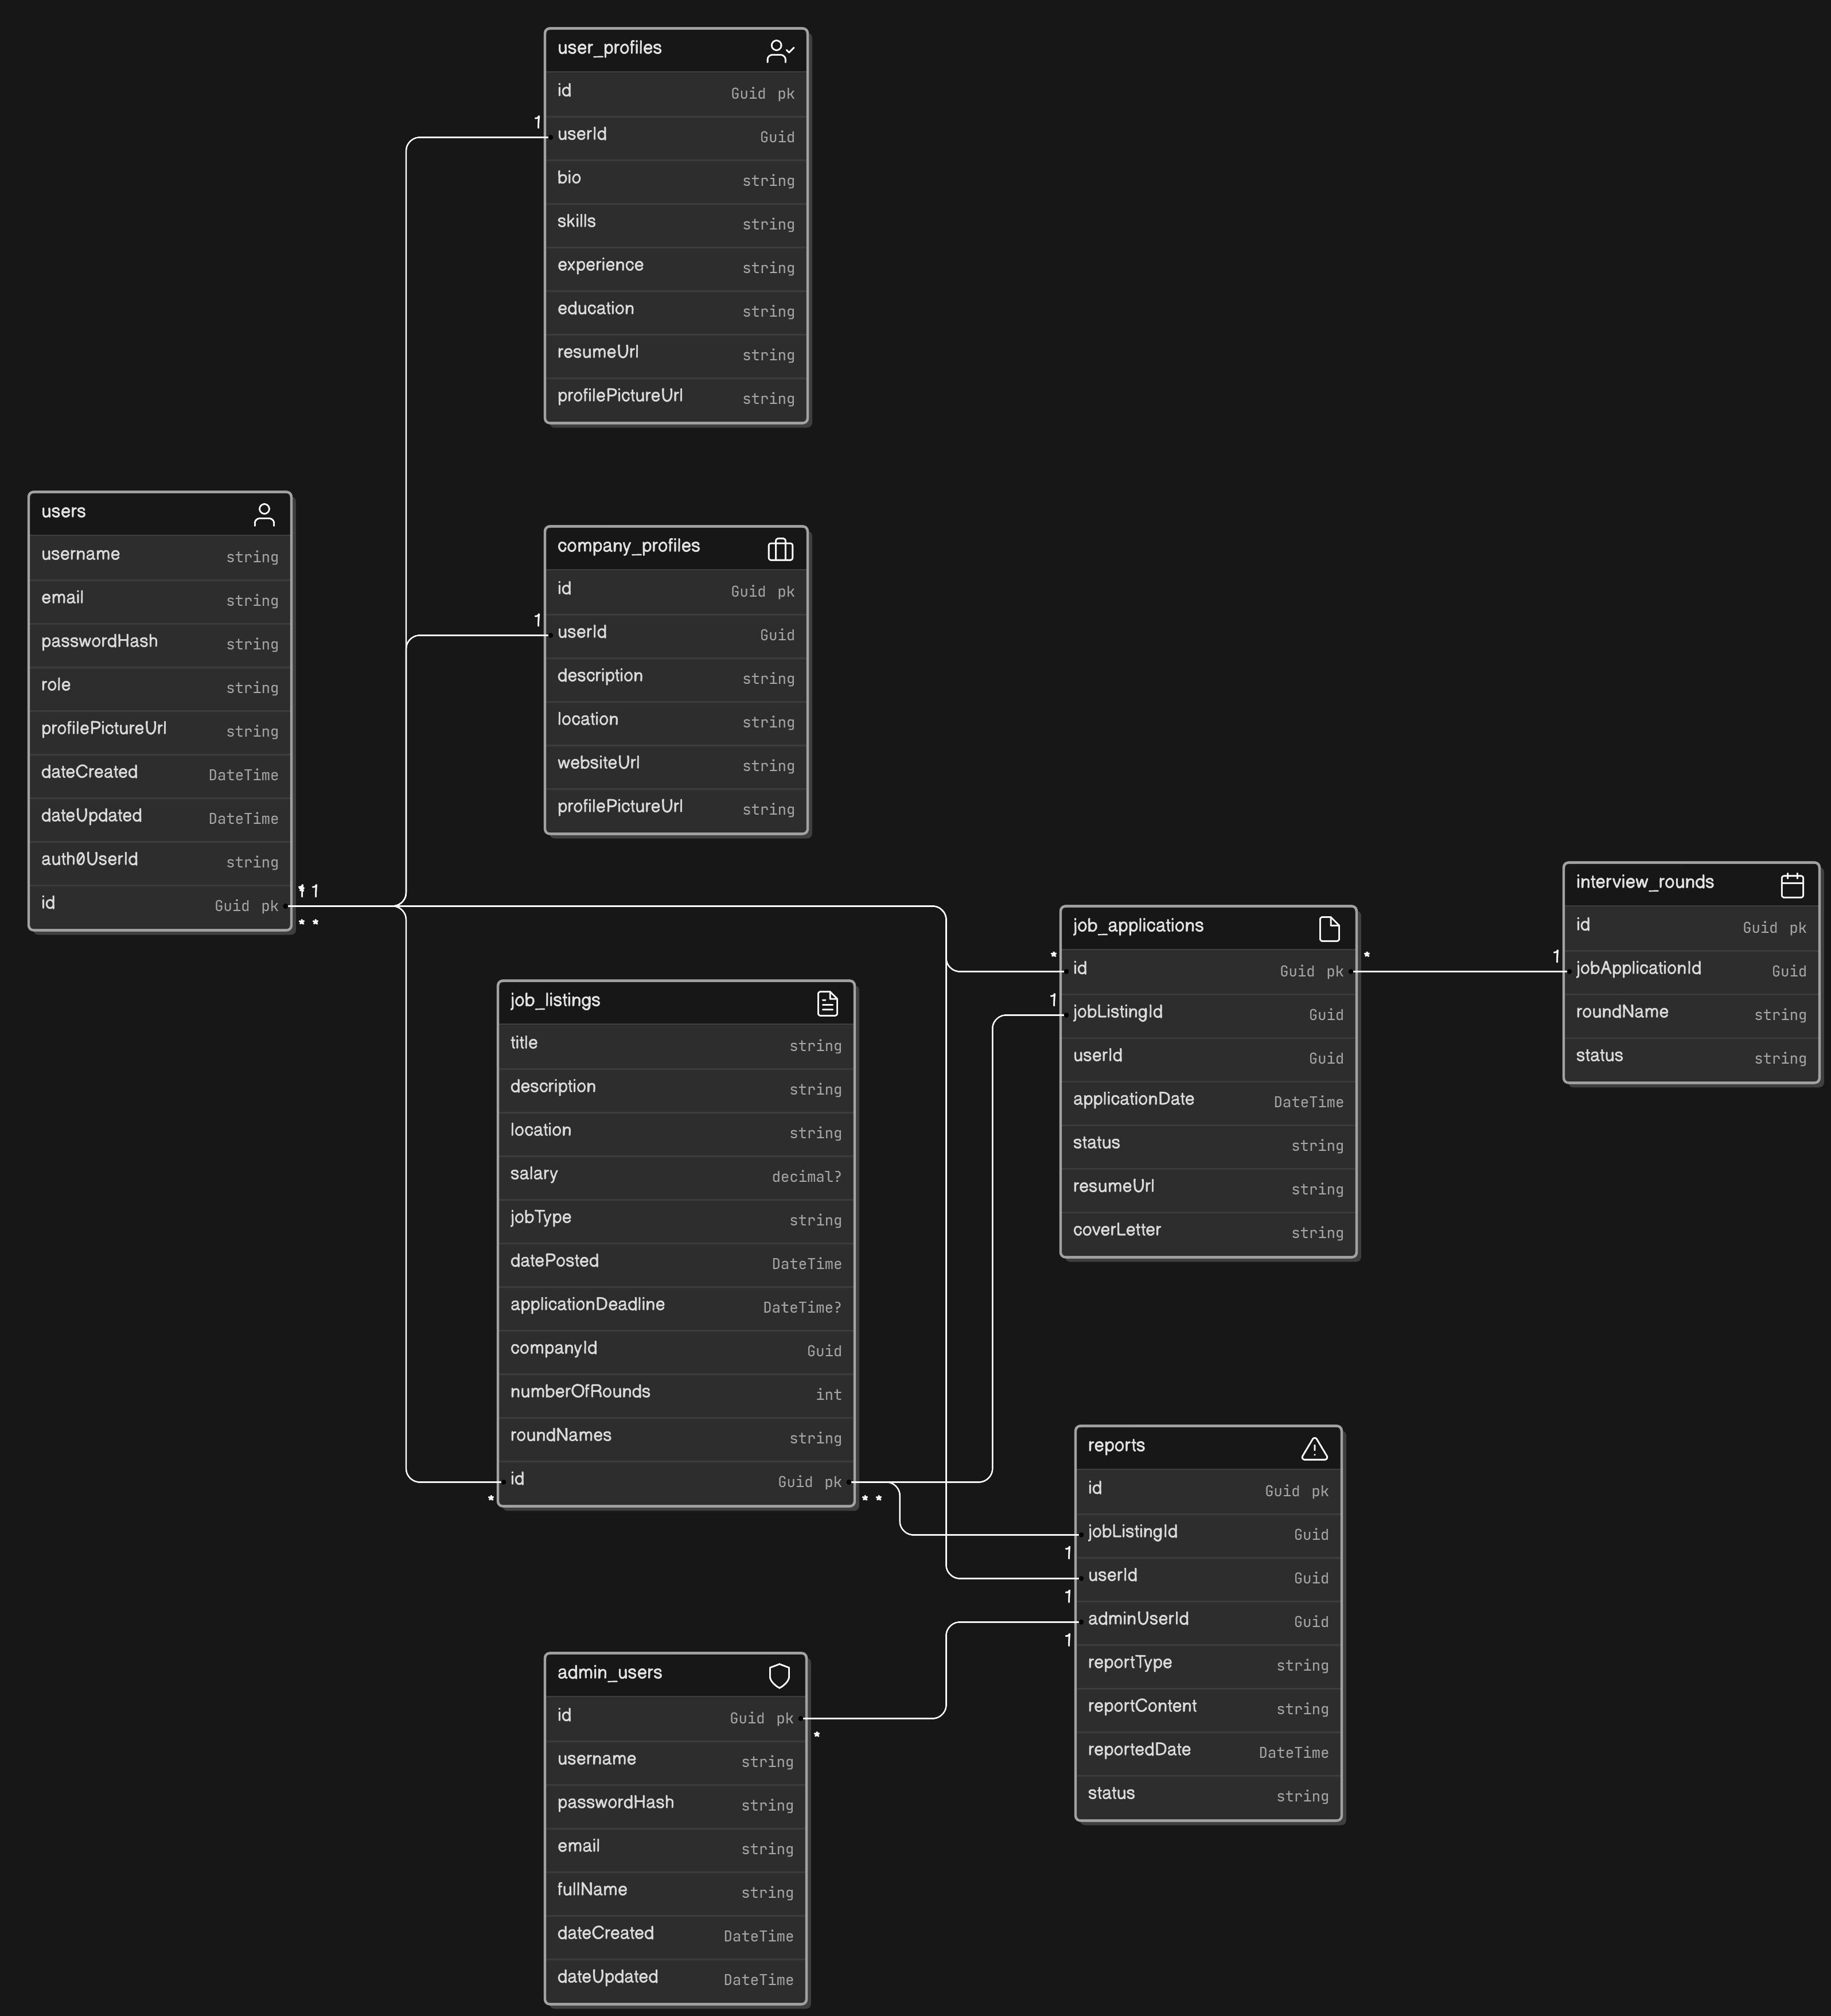 user_profiles
id Guid pk
1
userId Guid
bio string
skills string
experience string
education string
resumeUrl string
profilePictureUrl string
users
username string
email string
passwordHash string
role string
profilePictureUrl string
dateCreated DateTime
dateUpdated DateTime
auth0UserId string
1 1
id Guid pk
* *
company_profiles
id Guid pk
1
userId Guid
description string
location string
websiteUrl string
profilePictureUrl string
job_listings
title string
description string
location string
salary decimal?
jobType string
datePosted DateTime
applicationDeadline DateTime?
companyId Guid
numberOfRounds int
roundNames string
id Guid pk
* * *
job_applications
* *
id Guid pk
1
jobListingId Guid
userId Guid
applicationDate DateTime
status string
resumeUrl string
coverLetter string
interview_rounds
id Guid pk
1
jobApplicationId Guid
roundName string
status string
reports
id Guid pk
jobListingId Guid
1
userId Guid
1
adminUserId Guid
1
reportType string
reportContent string
reportedDate DateTime
status string
admin_users
id Guid pk
*
username string
passwordHash string
email string
fullName string
dateCreated DateTime
dateUpdated DateTime